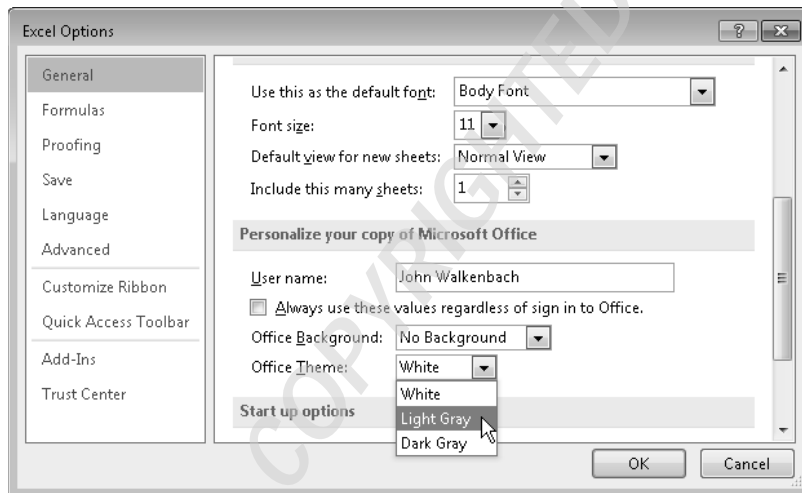 Excel Options
General
Formulas
Proofing
Save
Language
Advanced
Customize Ribbon
Quick Access Toolbar
Add-Ins
Trust Center
Use this as the default font: Body Font
Font size: 11
Default view for new sheets: Normal View
Include this many sheets: 1
Personalize your copy of Microsoft Office
User name: John Walkenbach
Always use these values regardless of sign in to Office.
Office Background: No Background
Office Theme: White
White
Light Gray
Dark Gray
Start up options
OK Cancel
COPYRIGHTED